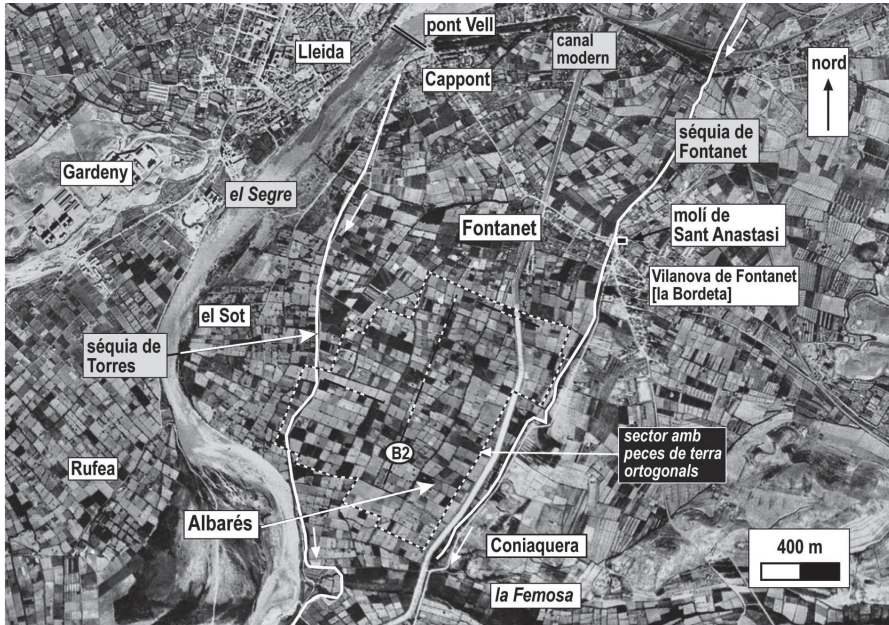 pont Vell
Lleida
Cappont
canal
modern
nord
séquia de
Fontanet
Gardeny
el Segre
Fontanet
molí de
Sant Anastasi
Vilanova de Fontanet
[la Bordeta]
el Sot
séquia de
Torres
B2
sector amb
peces de terra
ortogonals
Rufea
Albarés
Coniaquera
400 m
la Femosa